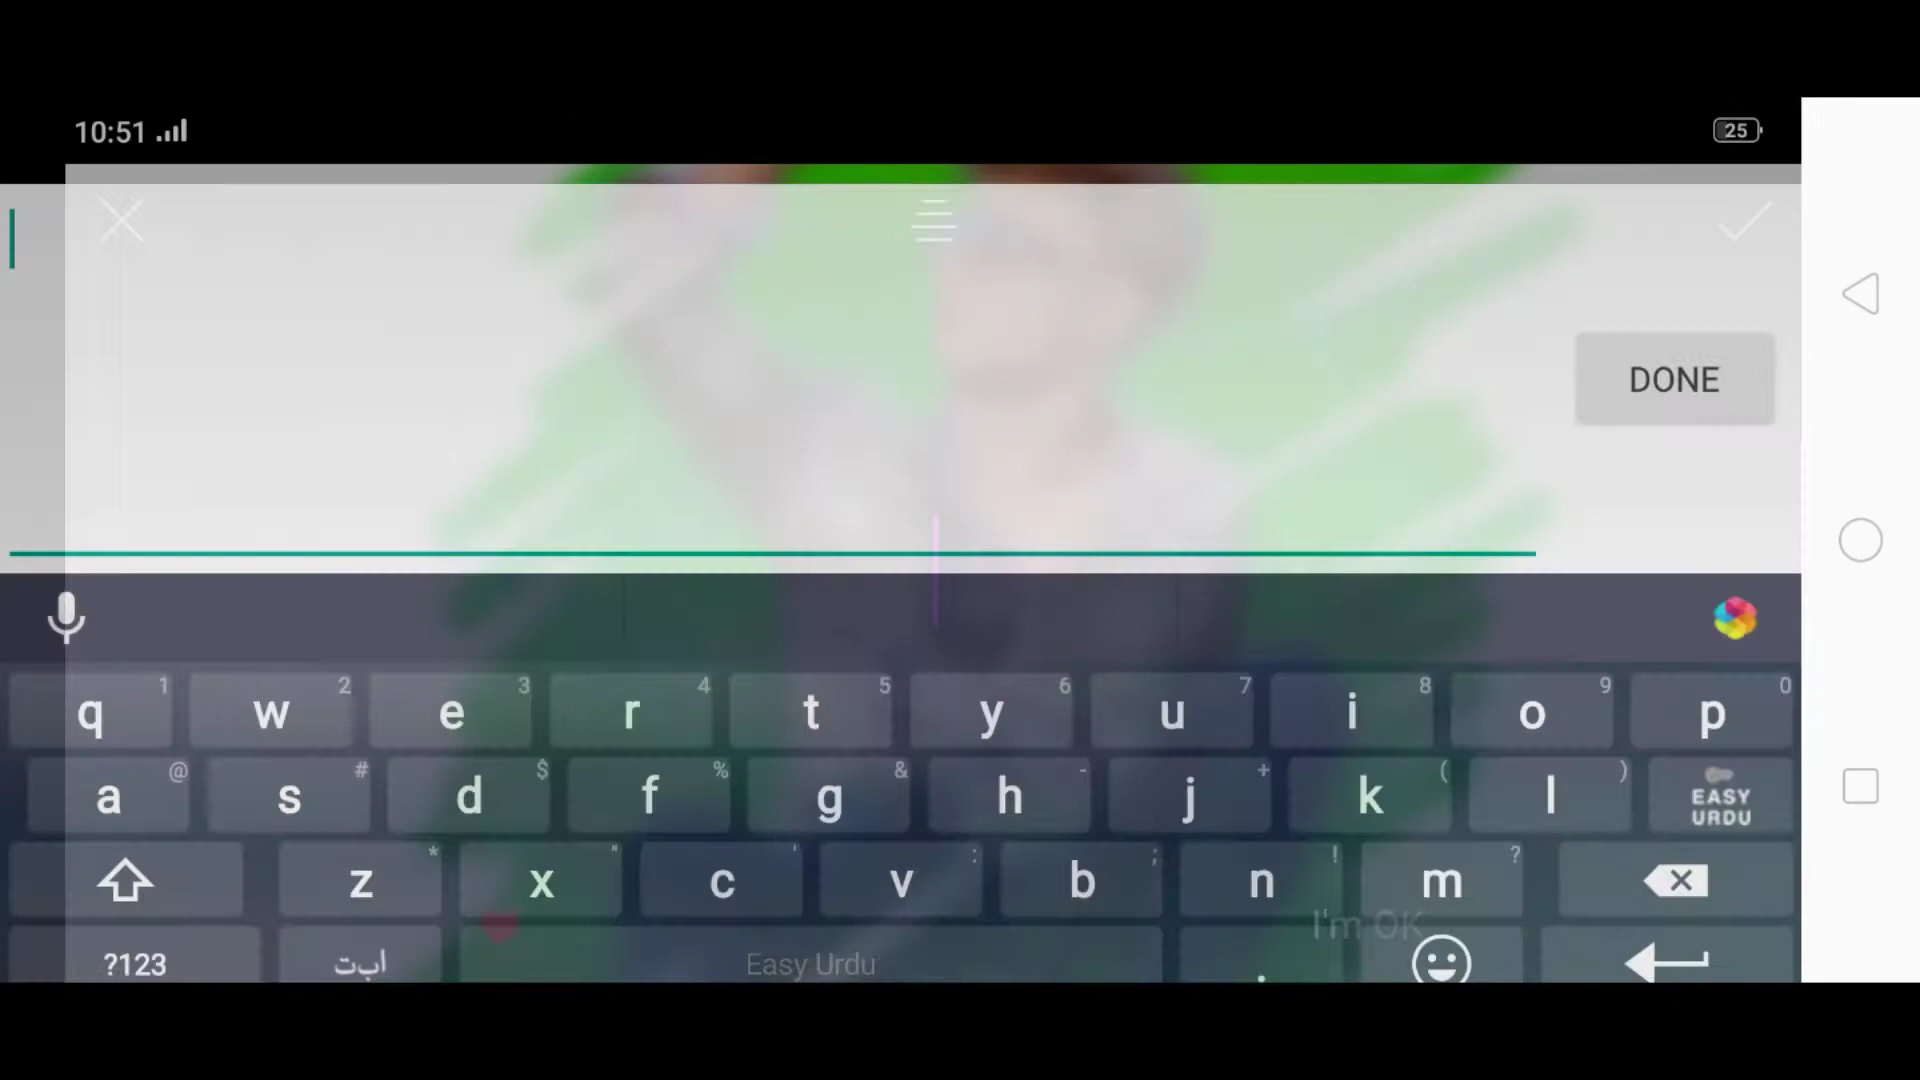 10:51
25
DONE
q 1 w 2 e 3 r 4 t 5 y 6 u 7 i 8 o 9 p 0
a @ s # d $ f % g & h - j + k ( l ) EASY URDU
z * x " c ' v : b ; n ! m ?
I'm OK
?123 اب‌ت Easy Urdu .